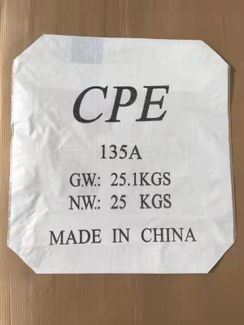 CPE
135A
G.W.: 25.1KGS
N.W.: 25 KGS
MADE IN CHINA